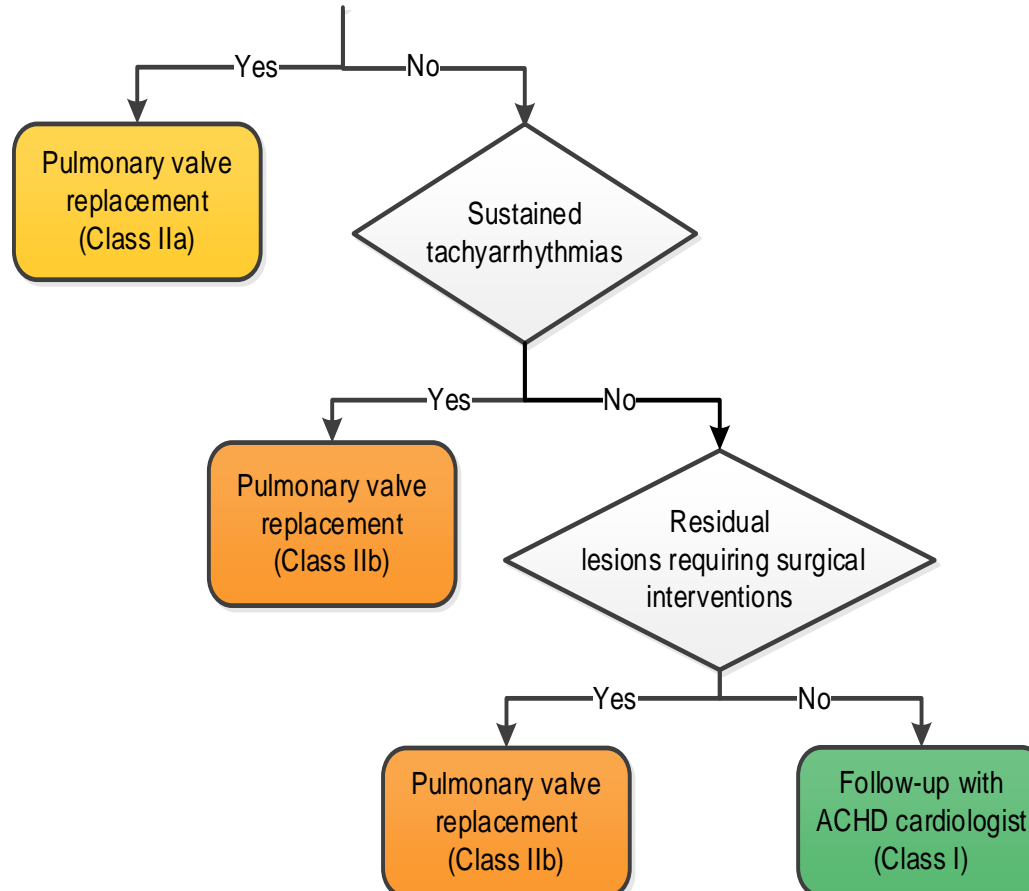 Yes
No
Pulmonary valve
replacement
(Class IIa)
Sustained
tachyarrhythmias
Yes
No
Pulmonary valve
replacement
(Class IIb)
Residual
lesions requiring surgical
interventions
Yes
No
Pulmonary valve
replacement
(Class IIb)
Follow-up with
ACHD cardiologist
(Class I)